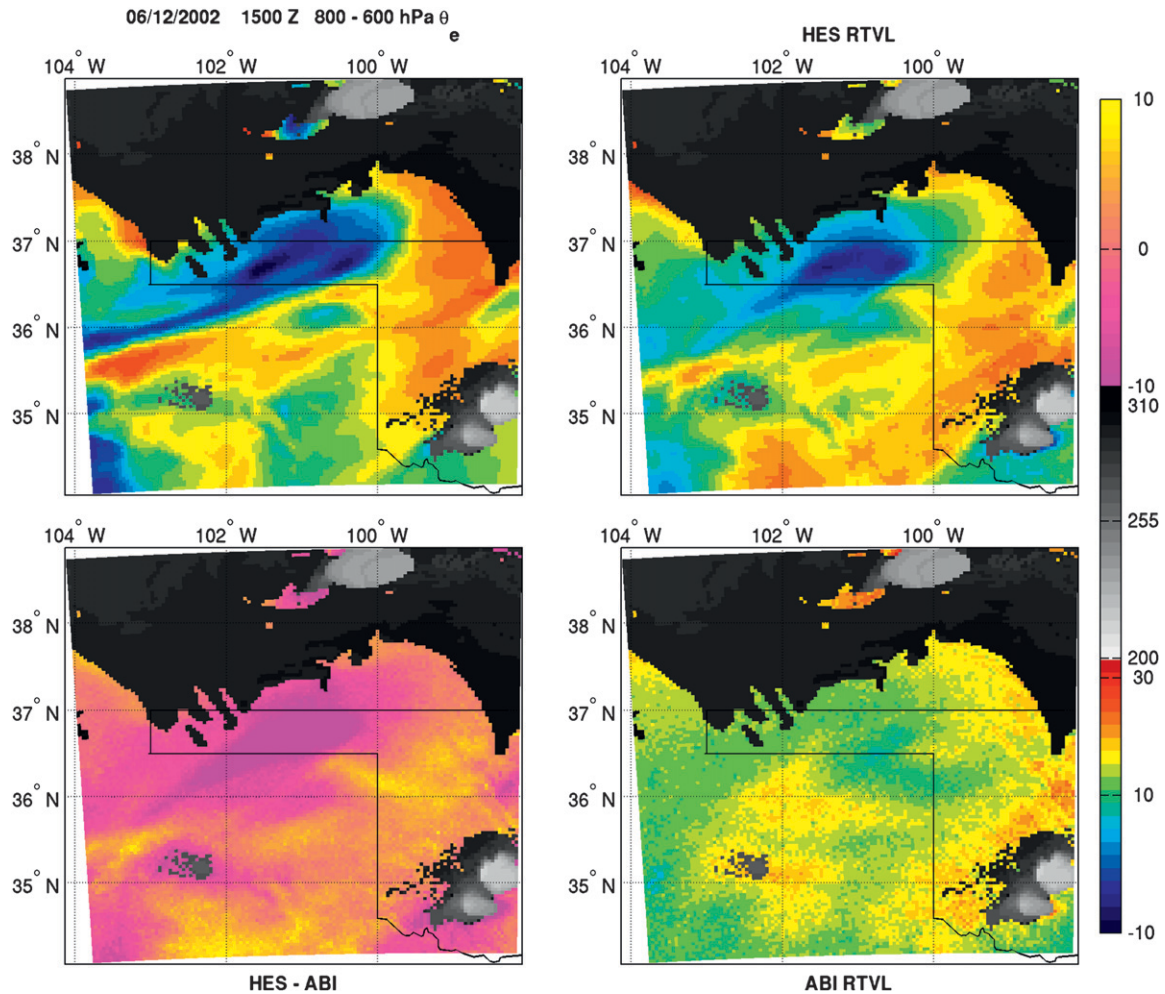 06/12/2002 1500 Z 800 - 600 hPa θe
HES RTVL
104° W 102° W 100° W
104° W 102° W 100° W
38° N
37° N
36° N
35° N
38° N
37° N
36° N
35° N
10
0
-10
310
255
200
30
10
-10
104° W 102° W 100° W
104° W 102° W 100° W
38° N
37° N
36° N
35° N
38° N
37° N
36° N
35° N
HES - ABI
ABI RTVL